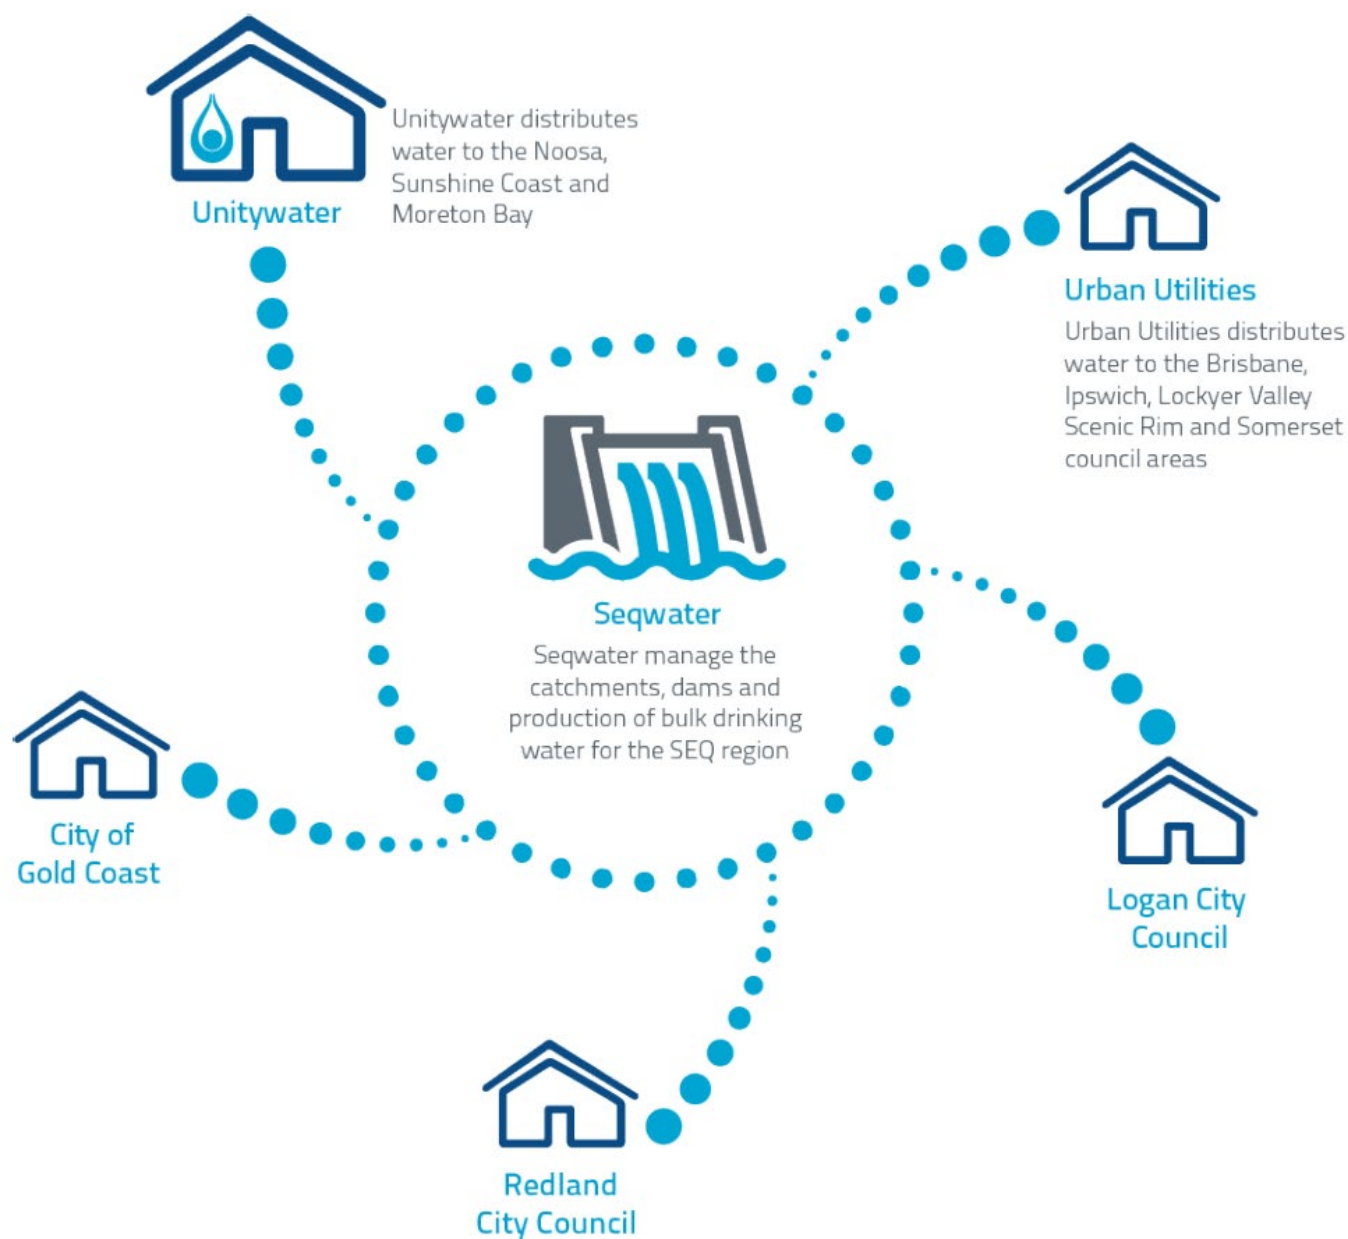 Unitywater
Unitywater distributes
water to the Noosa,
Sunshine Coast and
Moreton Bay
Urban Utilities
Urban Utilities distributes
water to the Brisbane,
Ipswich, Lockyer Valley
Scenic Rim and Somerset
council areas
Seqwater
Seqwater manage the
catchments, dams and
production of bulk drinking
water for the SEQ region
City of
Gold Coast
Logan City
Council
Redland
City Council